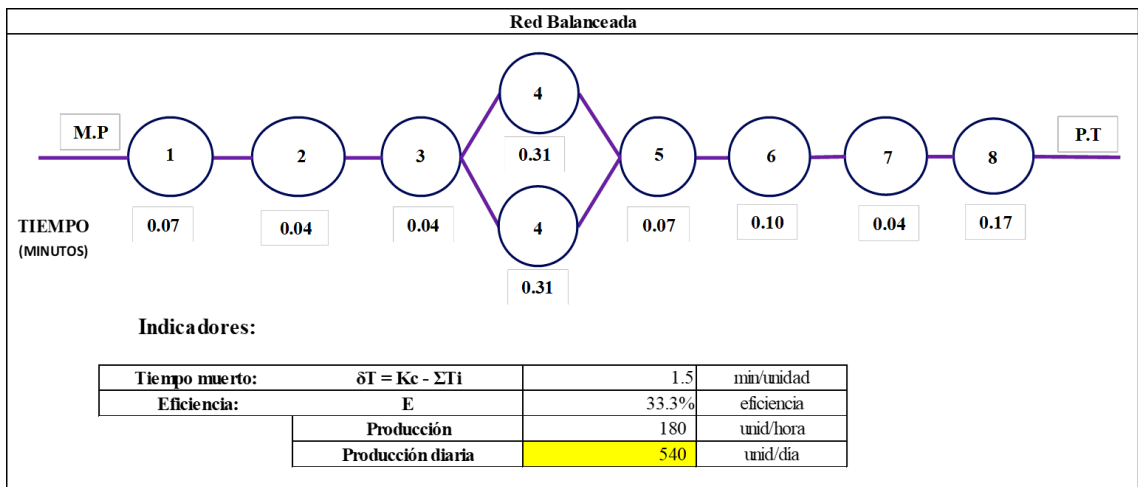 Red Balanceada
4
M.P
P.T
1
2
3
0.31
5
6
7
8
4
TIEMPO
(MINUTOS)
0.07
0.04
0.04
0.07
0.10
0.04
0.17
0.31
Indicadores:
Tiempo muerto: δT = Kc - ΣTi 1.5 min/unidad
Eficiencia: E 33.3% eficiencia
Producción 180 unid/hora
Producción diaria 540 unid/día